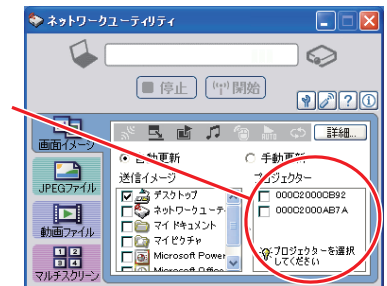 ネットワークユーティリティ
停止
開始
画面イメージ
JPEGファイル
動画ファイル
マルチスクリーン
AUTO
詳細...
自動更新
手動更新
送信イメージ
プロジェクター
デスクトップ
ネットワークユーテ
マイ ドキュメント
マイ ピクチャ
Microsoft Power
Microsoft Office
000C2000CB92
000C2000AB7A
プロジェクターを選択
してください